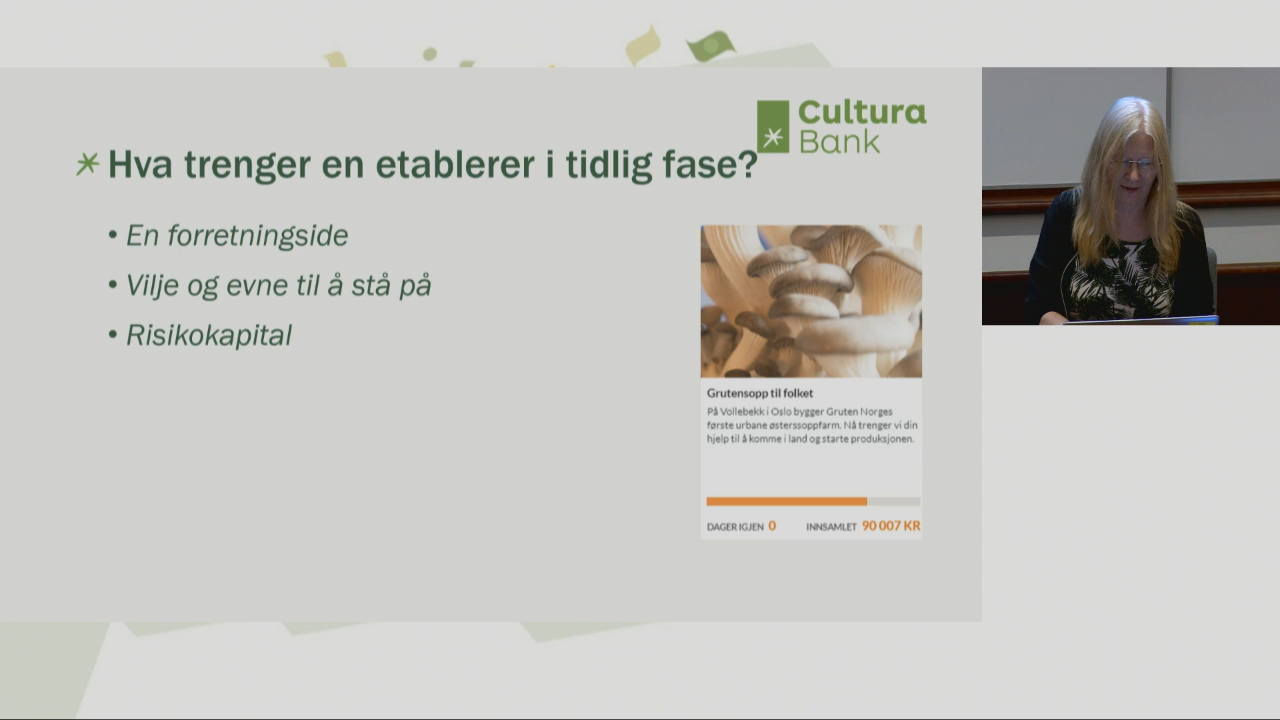 Cultura
Bank
Hva trenger en etablerer i tidlig fase?
• En forretningside
• Vilje og evne til å stå på
• Risikokapital
Grutensopp til folket
På Vollebekk i Oslo bygger Gruten Norges
første urbane østerssoppfarm. Nå trenger vi din
hjelp til å komme i land og starte produksjonen.
DAGER IGJEN 0 INNSAMLET 90 007 KR